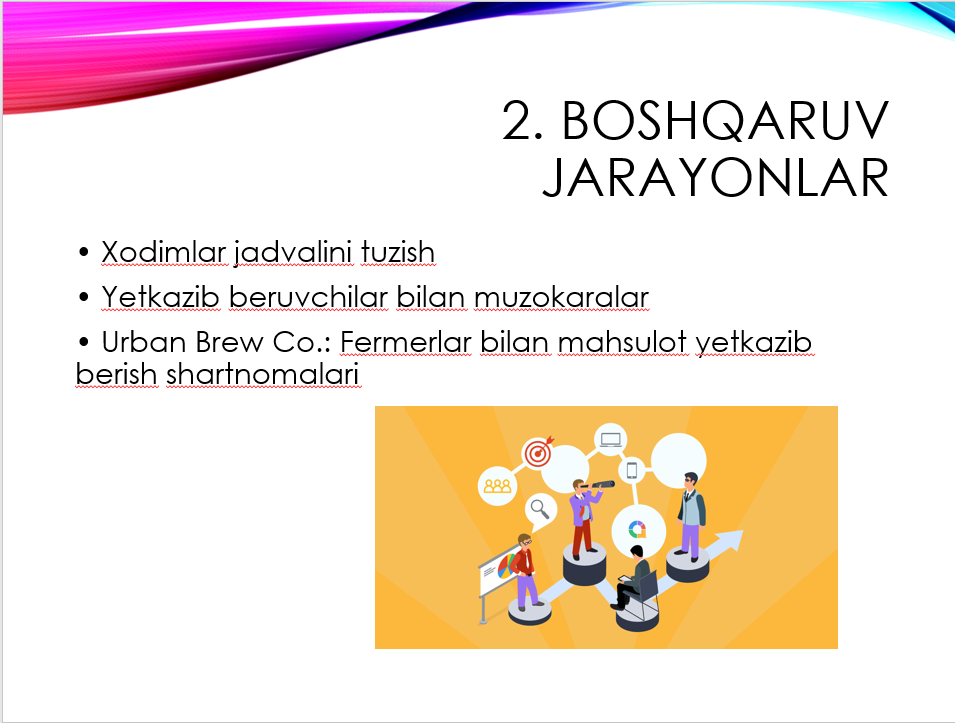 2. BOSHQARUV
JARAYONLAR
• Xodimlar jadvalini tuzish
• Yetkazib beruvchilar bilan muzokaralar
• Urban Brew Co.: Fermerlar bilan mahsulot yetkazib
berish shartnomalari